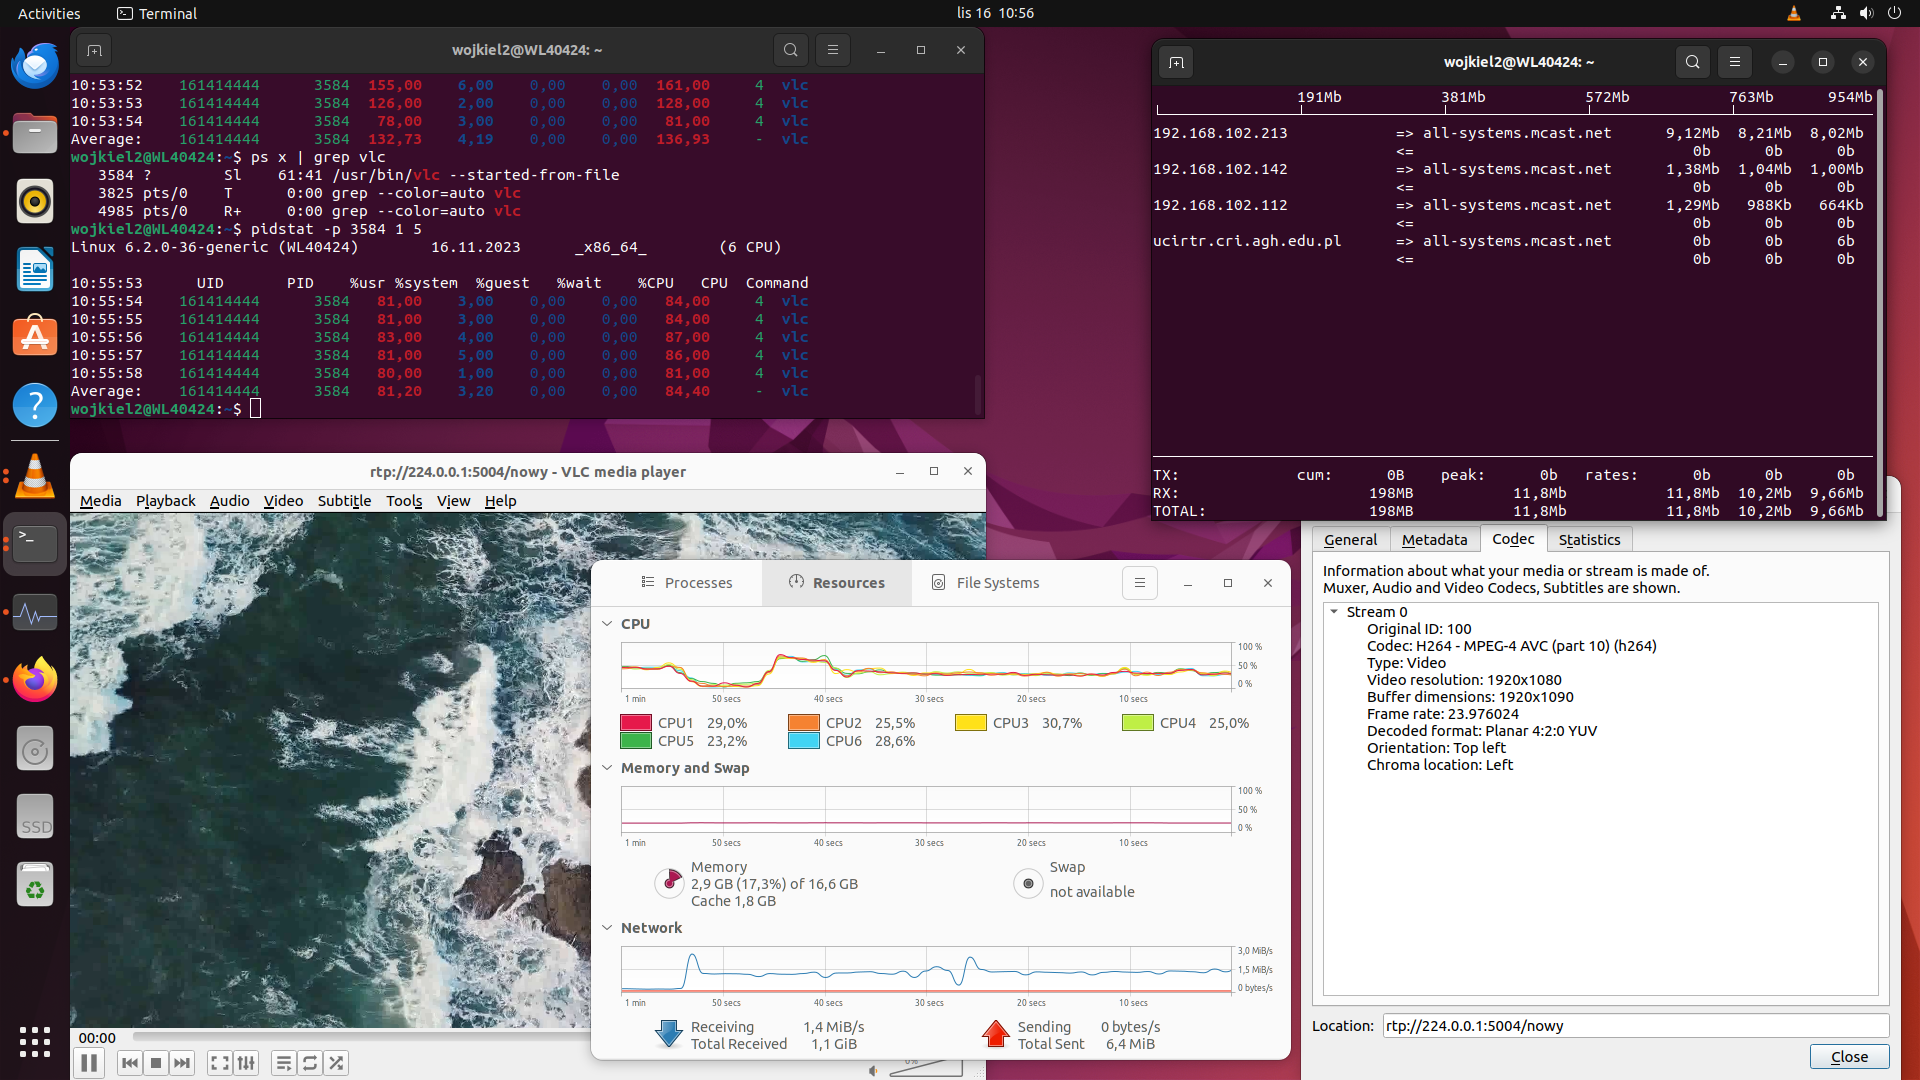 Activities
Terminal
lis 16 10:56
wojkiel2@WL40424: ~
10:53:52 161414444 3584 155,00 6,00 0,00 0,00 161,00 4 vlc
10:53:53 161414444 3584 126,00 2,00 0,00 0,00 128,00 4 vlc
10:53:54 161414444 3584 78,00 3,00 0,00 0,00 81,00 4 vlc
Average: 161414444 3584 132,73 4,19 0,00 0,00 136,93 - vlc
wojkiel2@WL40424:~$ ps x | grep vlc
3584 ? Sl 61:41 /usr/bin/vlc --started-from-file
3825 pts/0 T 0:00 grep --color=auto vlc
4985 pts/0 R+ 0:00 grep --color=auto vlc
wojkiel2@WL40424:~$ pidstat -p 3584 1 5
Linux 6.2.0-36-generic (WL40424) 16.11.2023 _x86_64_ (6 CPU)
10:55:53 UID PID %usr %system %guest %wait %CPU CPU Command
10:55:54 161414444 3584 81,00 3,00 0,00 0,00 84,00 4 vlc
10:55:55 161414444 3584 81,00 3,00 0,00 0,00 84,00 4 vlc
10:55:56 161414444 3584 83,00 4,00 0,00 0,00 87,00 4 vlc
10:55:57 161414444 3584 81,00 5,00 0,00 0,00 86,00 4 vlc
10:55:58 161414444 3584 80,00 1,00 0,00 0,00 81,00 4 vlc
Average: 161414444 3584 81,20 3,20 0,00 0,00 84,40 - vlc
wojkiel2@WL40424:~$
wojkiel2@WL40424: ~
191Mb 381Mb 572Mb 763Mb 954Mb
192.168.102.213 => all-systems.mcast.net 9,12Mb 8,21Mb 8,02Mb
<= 0b 0b 0b
192.168.102.142 => all-systems.mcast.net 1,38Mb 1,04Mb 1,00Mb
<= 0b 0b 0b
192.168.102.112 => all-systems.mcast.net 1,29Mb 988Kb 664Kb
<= 0b 0b 0b
ucirtr.cri.agh.edu.pl => all-systems.mcast.net 0b 0b 6b
<= 0b 0b 0b
TX: cum: 0B peak: 0b rates: 0b 0b 0b
RX: 198MB 11,8Mb 11,8Mb 10,2Mb 9,66Mb
TOTAL: 198MB 11,8Mb 11,8Mb 10,2Mb 9,66Mb
rtp://224.0.0.1:5004/nowy - VLC media player
Media Playback Audio Video Subtitle Tools View Help
00:00
0%
Processes Resources File Systems
CPU
100 %
50 %
0 %
1 min 50 secs 40 secs 30 secs 20 secs 10 secs
CPU1 29,0% CPU2 25,5% CPU3 30,7% CPU4 25,0%
CPU5 23,2% CPU6 28,6%
Memory and Swap
100 %
50 %
0 %
1 min 50 secs 40 secs 30 secs 20 secs 10 secs
Memory
2,9 GB (17,3%) of 16,6 GB
Cache 1,8 GB
Swap
not available
Network
3,0 MiB/s
1,5 MiB/s
0 bytes/s
1 min 50 secs 40 secs 30 secs 20 secs 10 secs
Receiving 1,4 MiB/s
Total Received 1,1 GiB
Sending 0 bytes/s
Total Sent 6,4 MiB
General Metadata Codec Statistics
Information about what your media or stream is made of.
Muxer, Audio and Video Codecs, Subtitles are shown.
Stream 0
Original ID: 100
Codec: H264 - MPEG-4 AVC (part 10) (h264)
Type: Video
Video resolution: 1920x1080
Buffer dimensions: 1920x1090
Frame rate: 23.976024
Decoded format: Planar 4:2:0 YUV
Orientation: Top left
Chroma location: Left
Location: rtp://224.0.0.1:5004/nowy
Close
SSD